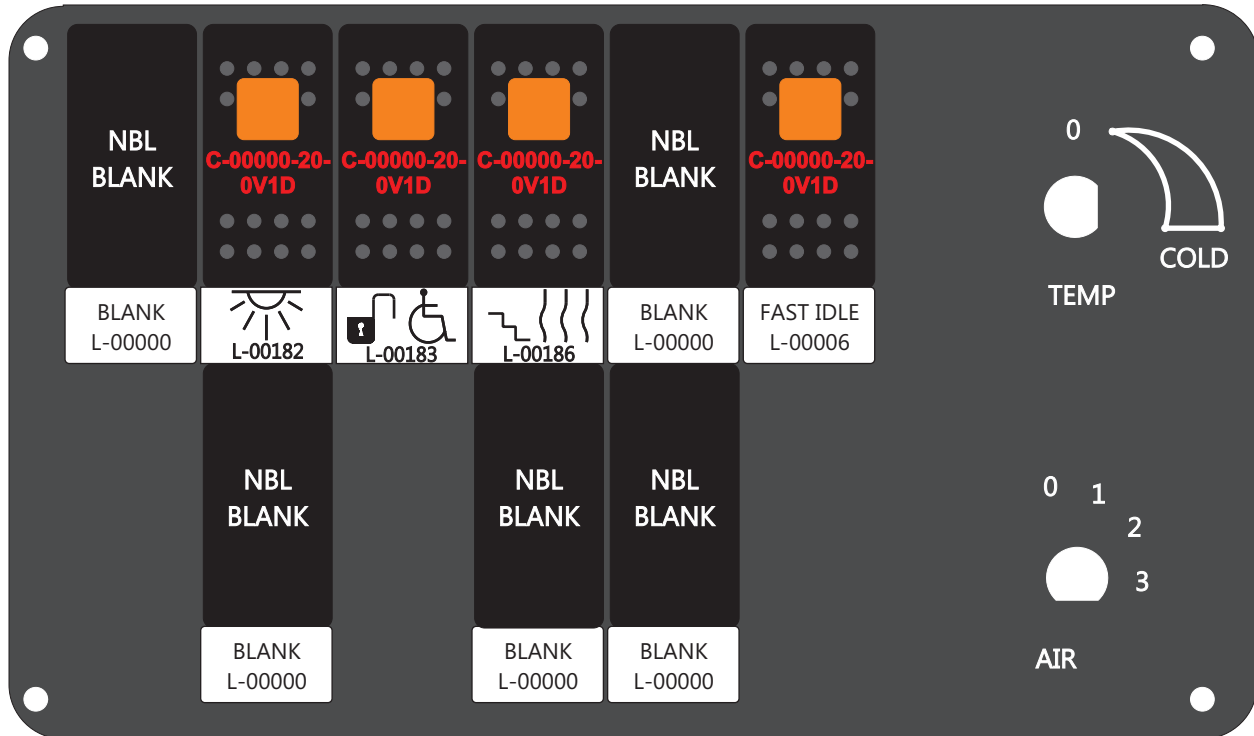 NBL
BLANK
C-00000-20-
0V1D
C-00000-20-
0V1D
C-00000-20-
0V1D
NBL
BLANK
C-00000-20-
0V1D
BLANK
L-00000
L-00182
L-00183
L-00186
BLANK
L-00000
FAST IDLE
L-00006
0
COLD
TEMP
NBL
BLANK
NBL
BLANK
NBL
BLANK
BLANK
L-00000
BLANK
L-00000
BLANK
L-00000
0
1
2
3
AIR